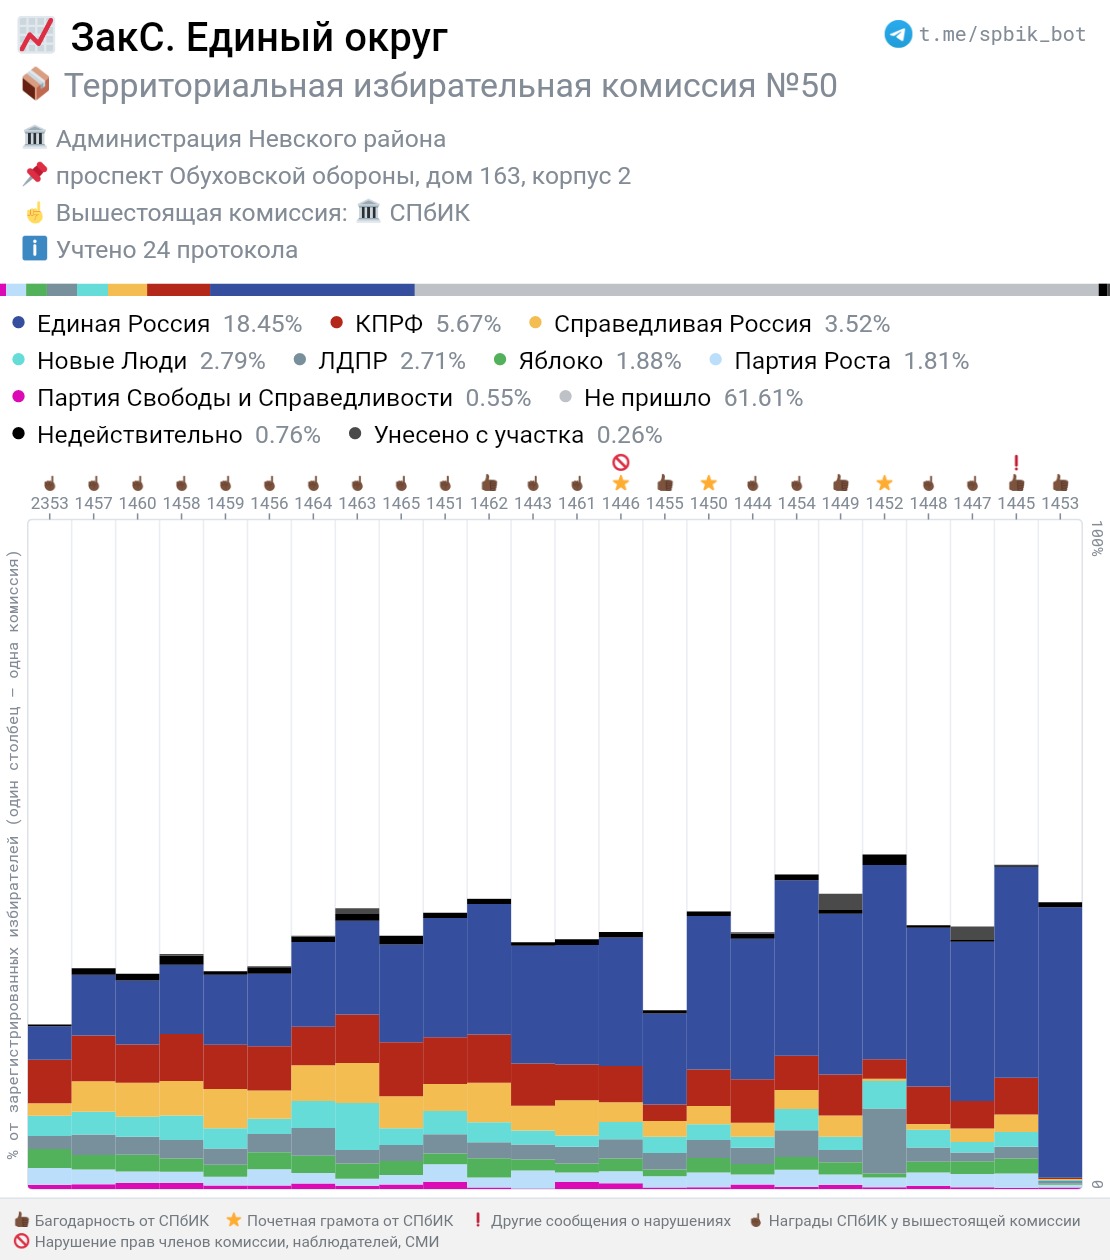 ЗакС. Единый округ
t.me/spbik_bot
Территориальная избирательная комиссия №50
Администрация Невского района
проспект Обуховской обороны, дом 163, корпус 2
Вышестоящая комиссия: СПбИК
Учтено 24 протокола
Единая Россия 18.45% КПРФ 5.67% Справедливая Россия 3.52%
Новые Люди 2.79% ЛДПР 2.71% Яблоко 1.88% Партия Роста 1.81%
Партия Свободы и Справедливости 0.55% Не пришло 61.61%
Недействительно 0.76% Унесено с участка 0.26%
2353 1457 1460 1458 1459 1456 1464 1463 1465 1451 1462 1443 1461 1446 1455 1450 1444 1454 1449 1452 1448 1447 1445 1453
100%
% от зарегистрированных избирателей (один столбец – одна комиссия)
0
Багодарность от СПбИК Почетная грамота от СПбИК Другие сообщения о нарушениях Награды СПбИК у вышестоящей комиссии
Нарушение прав членов комиссии, наблюдателей, СМИ